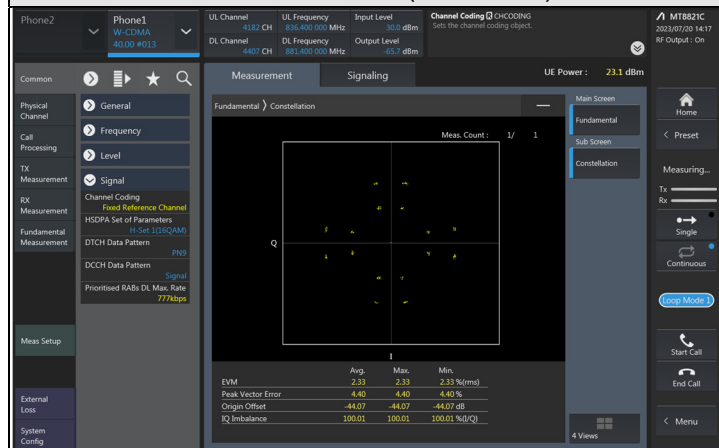 Phone2
Phone1
W-CDMA
40.00 #013
UL Channel
4182 CH
UL Frequency
836.400 000 MHz
Input Level
30.0 dBm
DL Channel
4407 CH
DL Frequency
881.400 000 MHz
Output Level
-65.7 dBm
Channel Coding CHCODING
Sets the channel coding object.
MT8821C
2023/07/20 14:17
RF Output : On
Common
Physical
Channel
Call
Processing
TX
Measurement
RX
Measurement
Fundamental
Measurement
Meas Setup
External
Loss
System
Config
General
Frequency
Level
Signal
Channel Coding
Fixed Reference Channel
HSDPA Set of Parameters
H-Set 1(16QAM)
DTCH Data Pattern
PN9
DCCH Data Pattern
Signal
Prioritised RABs DL Max. Rate
777kbps
Measurement
Signaling
UE Power : 23.1 dBm
Fundamental ⟩ Constellation
Meas. Count : 1/ 1
Q
I
Avg. Max. Min.
EVM 2.33 2.33 2.33 %(rms)
Peak Vector Error 4.40 4.40 4.40 %
Origin Offset -44.07 -44.07 -44.07 dB
IQ Imbalance 100.01 100.01 100.01 %(I/Q)
Main Screen
Fundamental
Sub Screen
Constellation
4 Views
Home
Preset
Measuring...
Tx
Rx
Single
Continuous
Loop Mode 1
Start Call
End Call
Menu